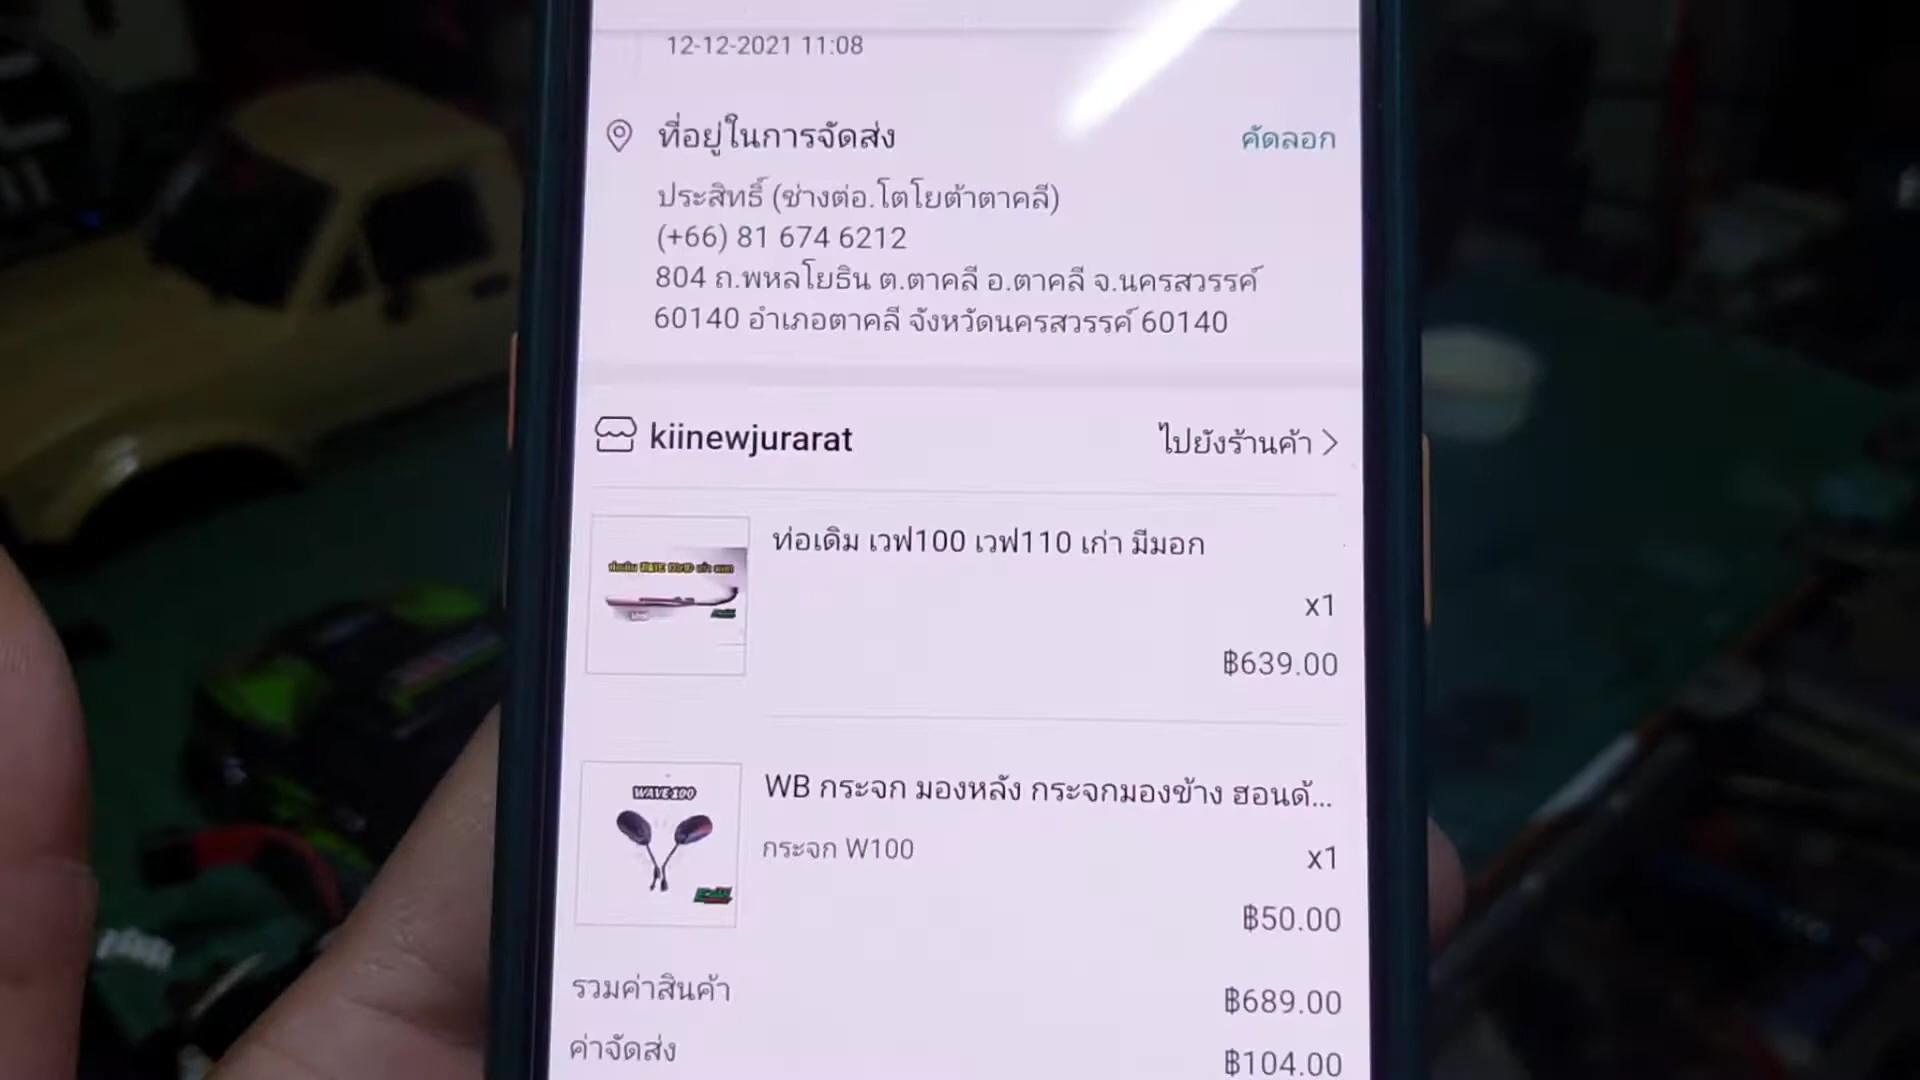 12-12-2021 11:08
ที่อยู่ในการจัดส่ง
คัดลอก
ประสิทธิ์ (ช่างต่อ.โตโยต้าตาคลี)
(+66) 81 674 6212
804 ถ.พหลโยธิน ต.ตาคลี อ.ตาคลี จ.นครสวรรค์
60140 อำเภอตาคลี จังหวัดนครสวรรค์ 60140
kiinewjurarat
ไปยังร้านค้า
ท่อเดิม เวฟ100 เวฟ110 เก่า มีมอก
x1
฿639.00
WAVE100
WB กระจก มองหลัง กระจกมองข้าง ฮอนด้...
กระจก W100
x1
฿50.00
รวมค่าสินค้า
฿689.00
ค่าจัดส่ง
฿104.00